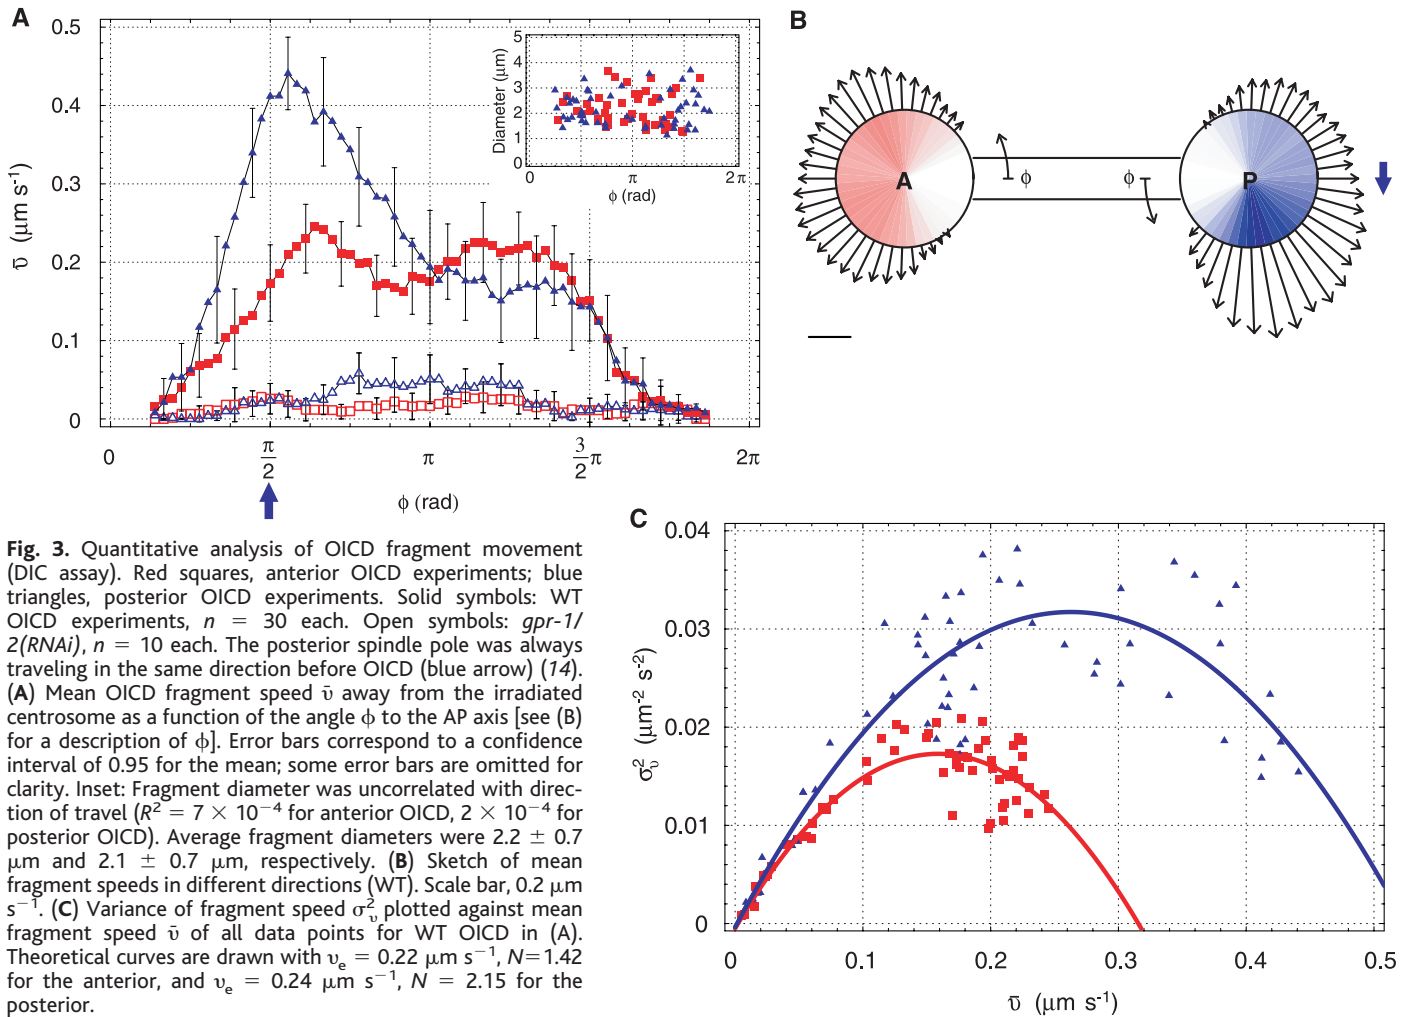 A
0.5
0.4
0.3
0.2
0.1
0
ῡ (μm s⁻¹)
0
π/2
π
3/2 π
2π
ϕ (rad)
5
4
3
2
1
0
Diameter (μm)
0
π
2π
ϕ (rad)
B
A
ϕ
ϕ
P
Fig. 3. Quantitative analysis of OICD fragment movement
(DIC assay). Red squares, anterior OICD experiments; blue
triangles, posterior OICD experiments. Solid symbols: WT
OICD experiments, n = 30 each. Open symbols: gpr-1/
2(RNAi), n = 10 each. The posterior spindle pole was always
traveling in the same direction before OICD (blue arrow) (14).
(A) Mean OICD fragment speed ῡ away from the irradiated
centrosome as a function of the angle ϕ to the AP axis [see (B)
for a description of ϕ]. Error bars correspond to a confidence
interval of 0.95 for the mean; some error bars are omitted for
clarity. Inset: Fragment diameter was uncorrelated with direc-
tion of travel (R² = 7 × 10⁻⁴ for anterior OICD, 2 × 10⁻⁴ for
posterior OICD). Average fragment diameters were 2.2 ± 0.7
μm and 2.1 ± 0.7 μm, respectively. (B) Sketch of mean
fragment speeds in different directions (WT). Scale bar, 0.2 μm
s⁻¹. (C) Variance of fragment speed σ²υ plotted against mean
fragment speed ῡ of all data points for WT OICD in (A).
Theoretical curves are drawn with υₑ = 0.22 μm s⁻¹, N=1.42
for the anterior, and υₑ = 0.24 μm s⁻¹, N = 2.15 for the
posterior.
C
0.04
0.03
0.02
0.01
0
σ²υ (μm⁻² s⁻²)
0
0.1
0.2
0.3
0.4
0.5
ῡ (μm s⁻¹)